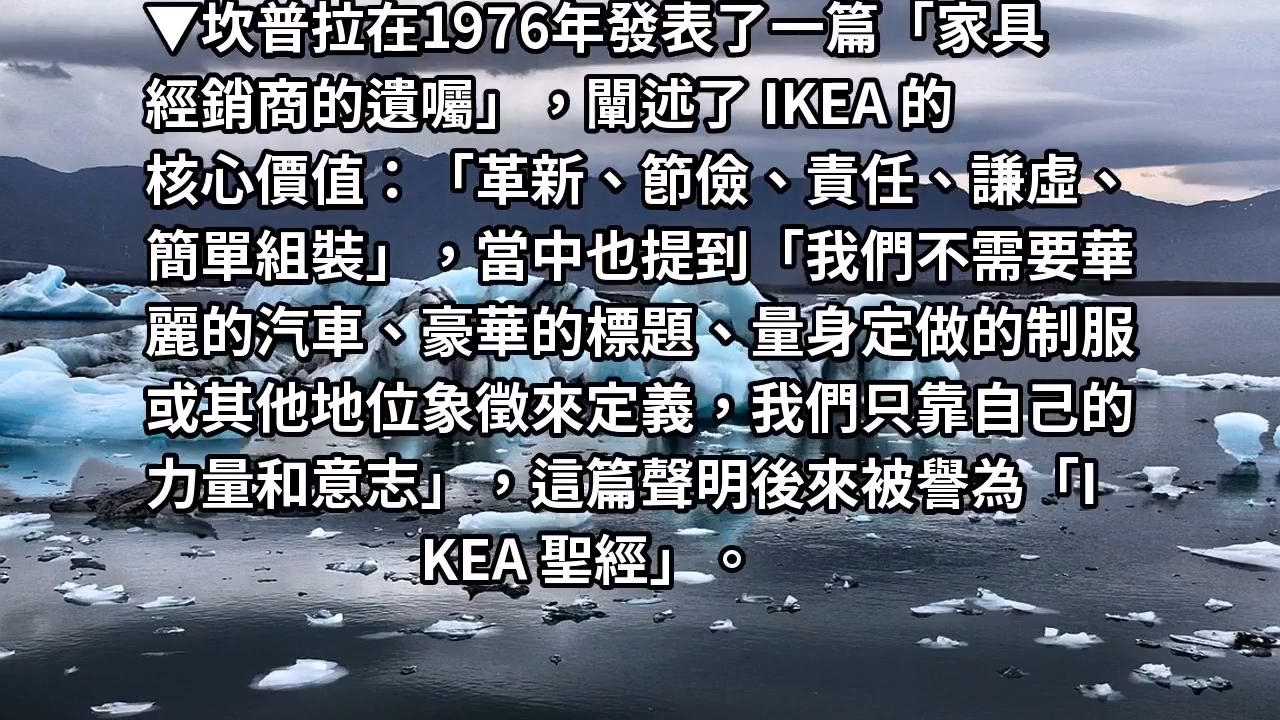 ▼坎普拉在1976年發表了一篇「家具
經銷商的遺囑」，闡述了 IKEA 的
核心價值：「革新、節儉、責任、謙虛、
簡單組裝」，當中也提到「我們不需要華
麗的汽車、豪華的標題、量身定做的制服
或其他地位象徵來定義，我們只靠自己的
力量和意志」，這篇聲明後來被譽為「I
KEA 聖經」。